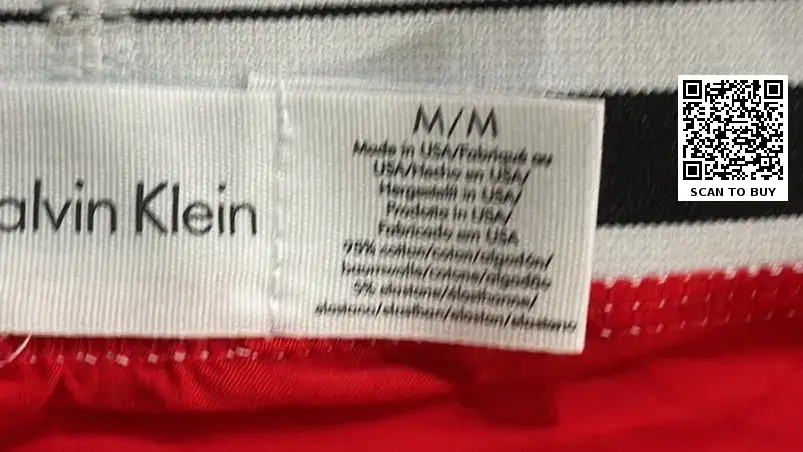 alvin Klein
M/M
Made in USA/Fabriqué au
USA/Hecho en USA/
Hergestellt in USA/
Prodotto in USA/
Fabricado em USA
95% cotton/coton/algodón/
baumwolle/cotone/algodão
5% elastane/élasthanne/
elastano/elasthan/elastan/elastano
SCAN TO BUY